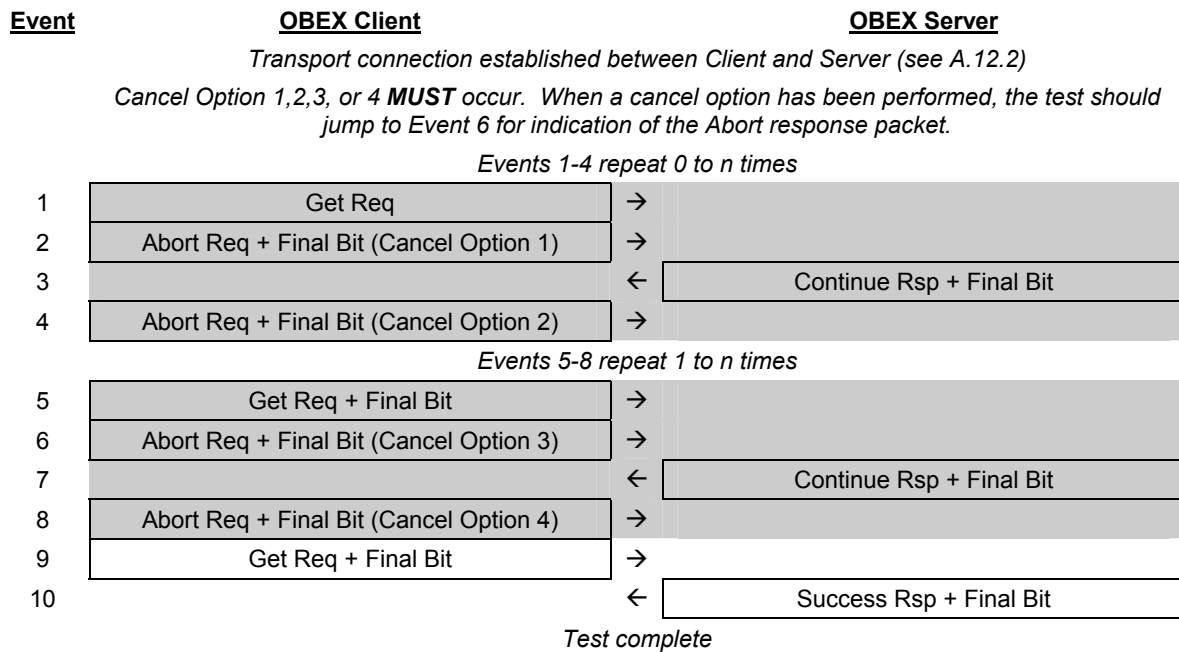 Event OBEX Client OBEX Server
Transport connection established between Client and Server (see A.12.2)
Cancel Option 1,2,3, or 4 MUST occur. When a cancel option has been performed, the test should
jump to Event 6 for indication of the Abort response packet.
Events 1-4 repeat 0 to n times
1 Get Req →
2 Abort Req + Final Bit (Cancel Option 1) →
3 ← Continue Rsp + Final Bit
4 Abort Req + Final Bit (Cancel Option 2) →
Events 5-8 repeat 1 to n times
5 Get Req + Final Bit →
6 Abort Req + Final Bit (Cancel Option 3) →
7 ← Continue Rsp + Final Bit
8 Abort Req + Final Bit (Cancel Option 4) →
9 Get Req + Final Bit →
10 ← Success Rsp + Final Bit
Test complete